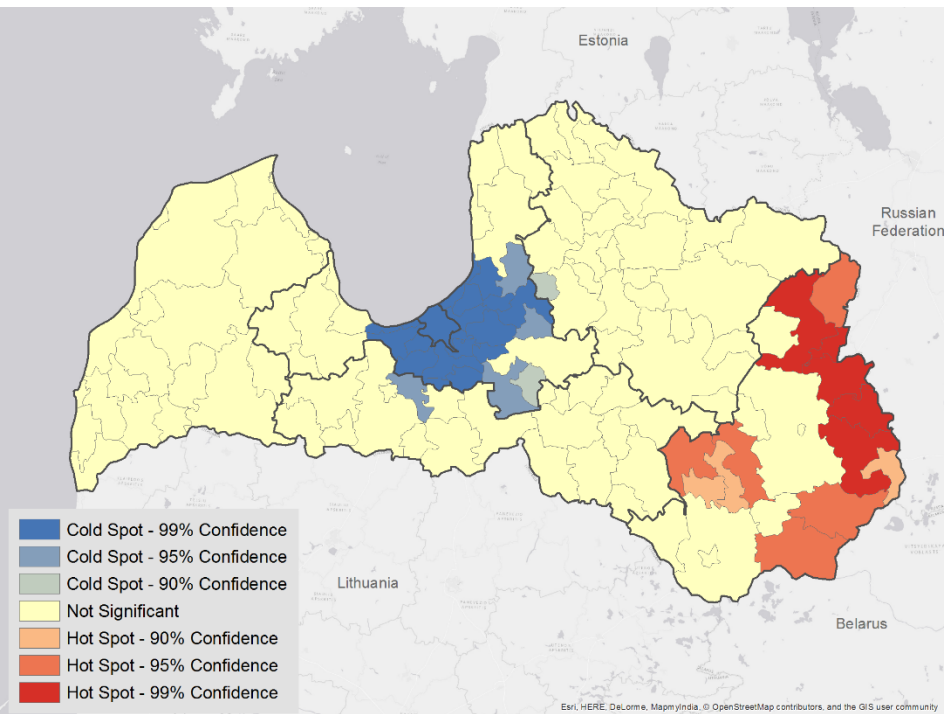 Estonia
Russian
Federation
Cold Spot - 99% Confidence
Cold Spot - 95% Confidence
Cold Spot - 90% Confidence
Not Significant
Hot Spot - 90% Confidence
Hot Spot - 95% Confidence
Hot Spot - 99% Confidence
Lithuania
Belarus
Esri, HERE, DeLorme, MapmyIndia, © OpenStreetMap contributors, and the GIS user community